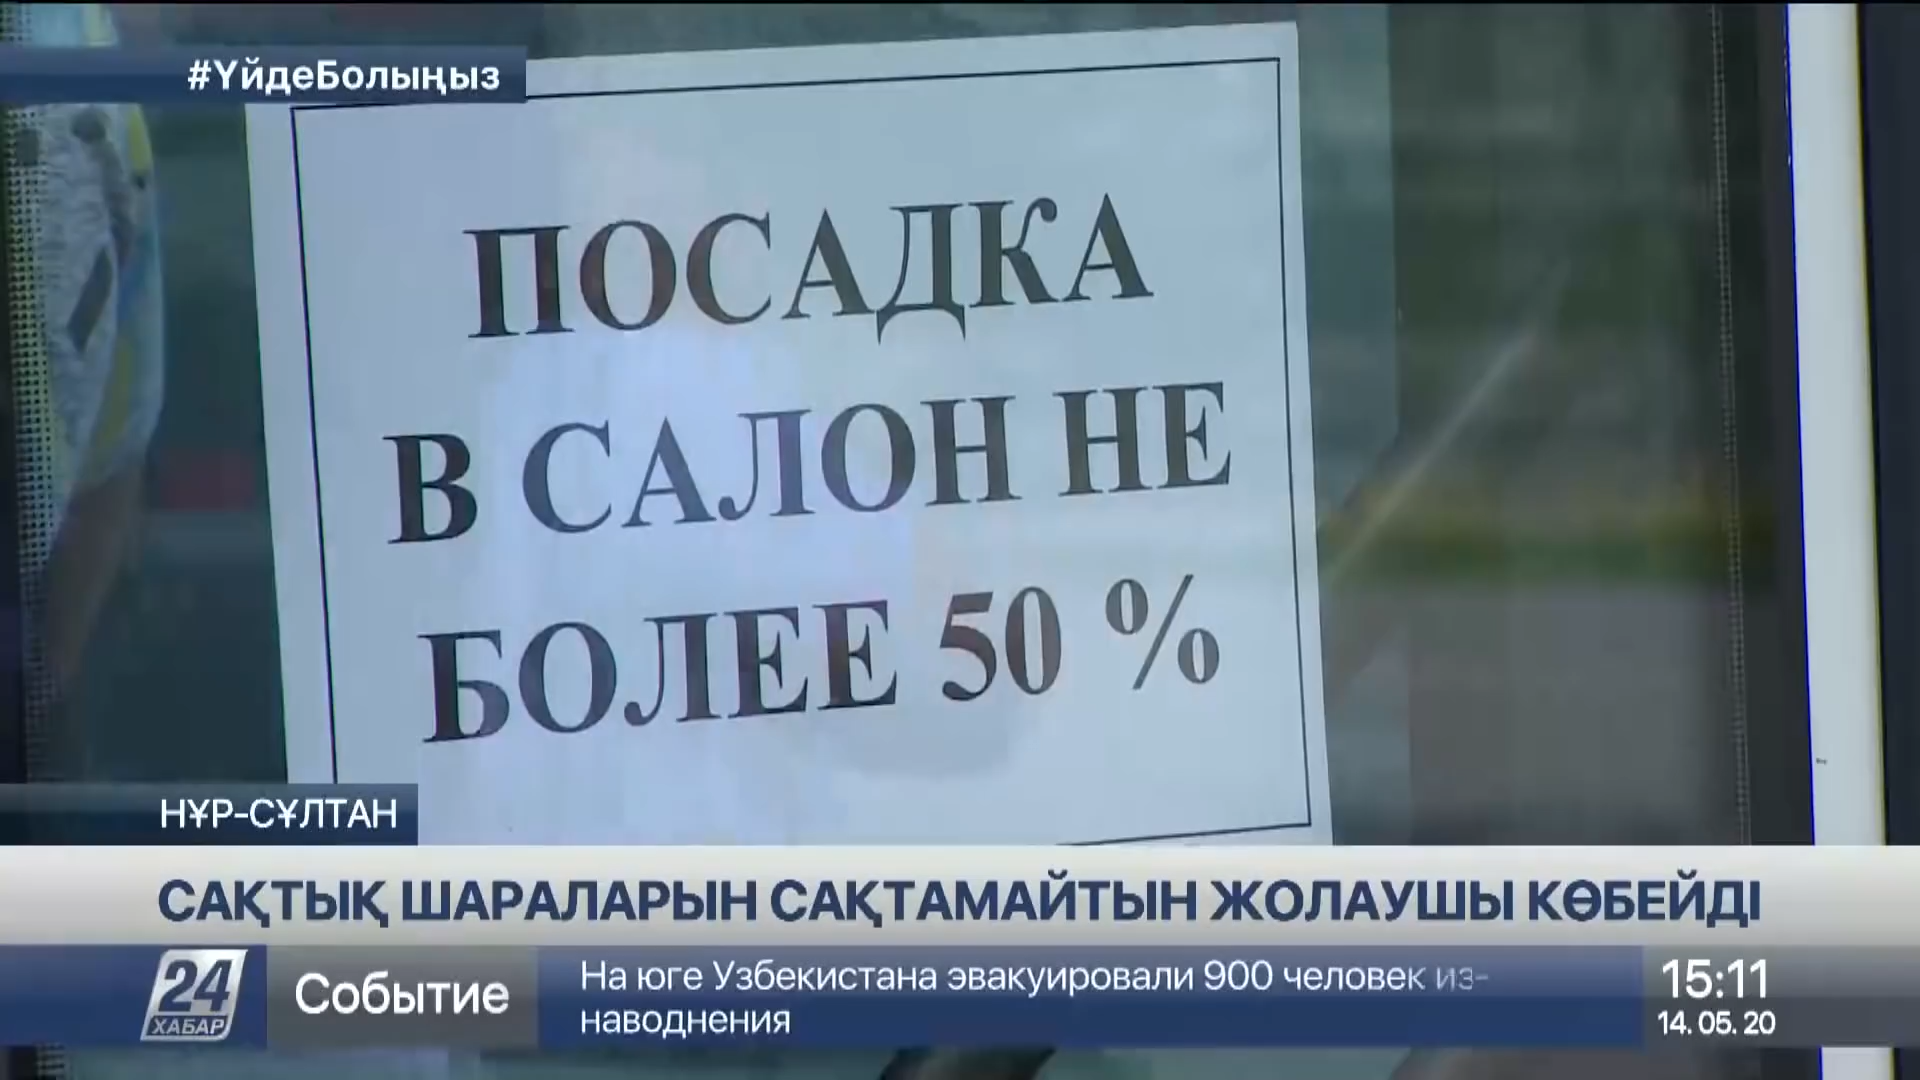 #ҮйдеБолыңыз
ПОСАДКА
В САЛОН НЕ
БОЛЕЕ 50 %
НҰР-СҰЛТАН
САҚТЫҚ ШАРАЛАРЫН САҚТАМАЙТЫН ЖОЛАУШЫ КӨБЕЙДІ
24
ХАБАР
Событие
На юге Узбекистана эвакуировали 900 человек из-
наводнения
15:11
14. 05. 20